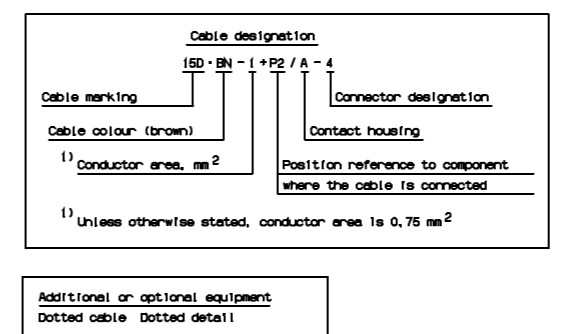 Cable designation
15D · BN - 1 + P2 / A - 4
Cable marking
Connector designation
Cable colour (brown)
Contact housing
1) Conductor area, mm2
Position reference to component
where the cable is connected
1) Unless otherwise stated, conductor area is 0,75 mm2
Additional or optional equipment
Dotted cable Dotted detail